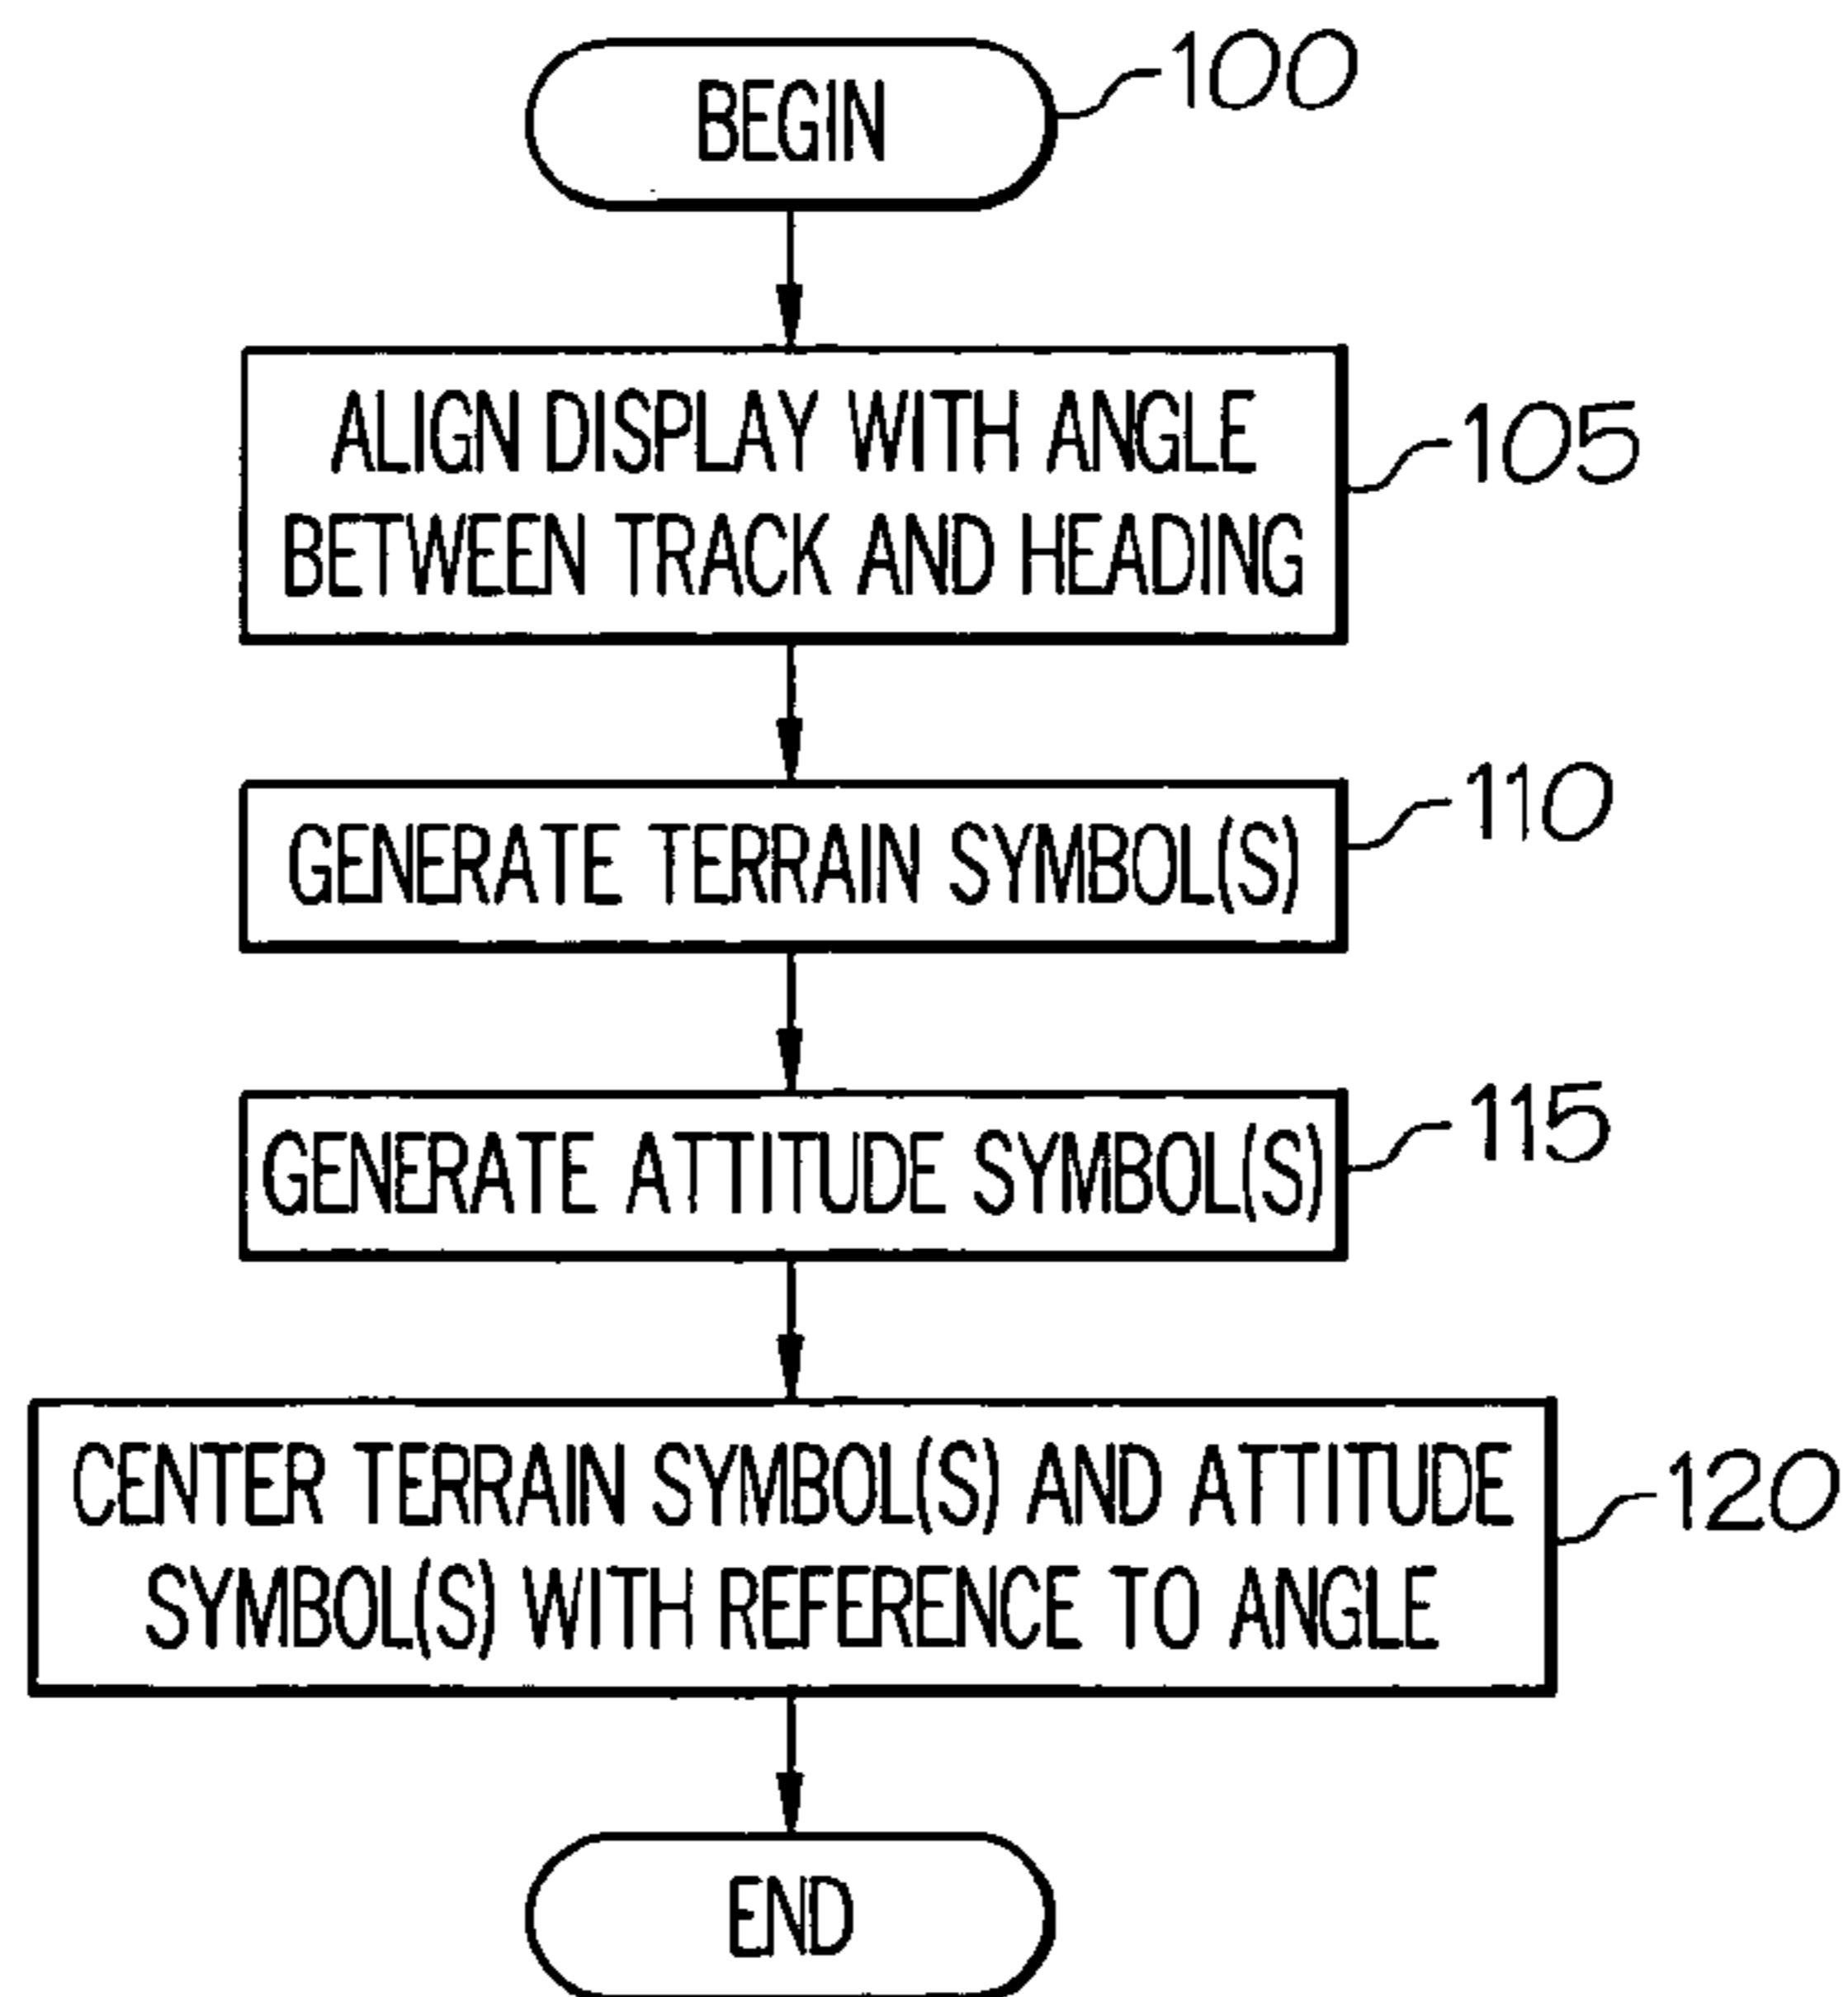 BEGIN
100
ALIGN DISPLAY WITH ANGLE
BETWEEN TRACK AND HEADING
105
GENERATE TERRAIN SYMBOL(S)
110
GENERATE ATTITUDE SYMBOL(S)
115
CENTER TERRAIN SYMBOL(S) AND ATTITUDE
SYMBOL(S) WITH REFERENCE TO ANGLE
120
END